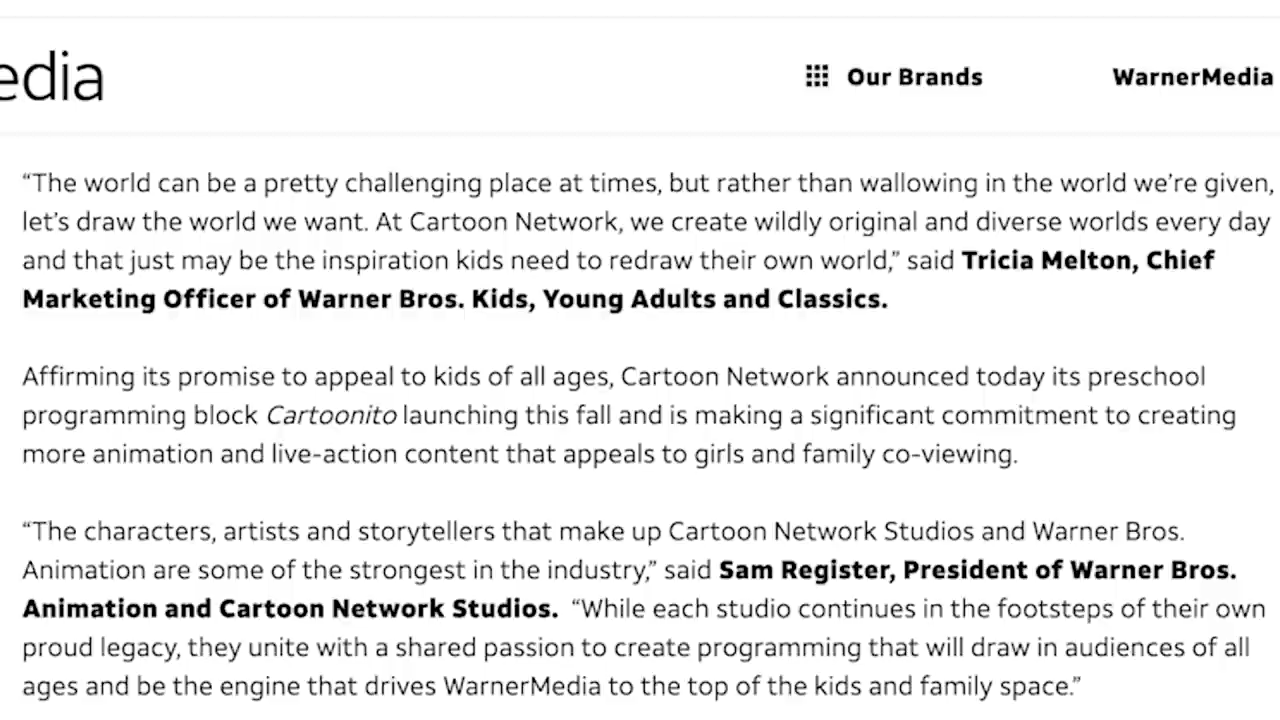 edia
Our Brands
WarnerMedia
“The world can be a pretty challenging place at times, but rather than wallowing in the world we’re given,
let’s draw the world we want. At Cartoon Network, we create wildly original and diverse worlds every day
and that just may be the inspiration kids need to redraw their own world,” said Tricia Melton, Chief
Marketing Officer of Warner Bros. Kids, Young Adults and Classics.
Affirming its promise to appeal to kids of all ages, Cartoon Network announced today its preschool
programming block Cartoonito launching this fall and is making a significant commitment to creating
more animation and live-action content that appeals to girls and family co-viewing.
“The characters, artists and storytellers that make up Cartoon Network Studios and Warner Bros.
Animation are some of the strongest in the industry,” said Sam Register, President of Warner Bros.
Animation and Cartoon Network Studios. “While each studio continues in the footsteps of their own
proud legacy, they unite with a shared passion to create programming that will draw in audiences of all
ages and be the engine that drives WarnerMedia to the top of the kids and family space.”